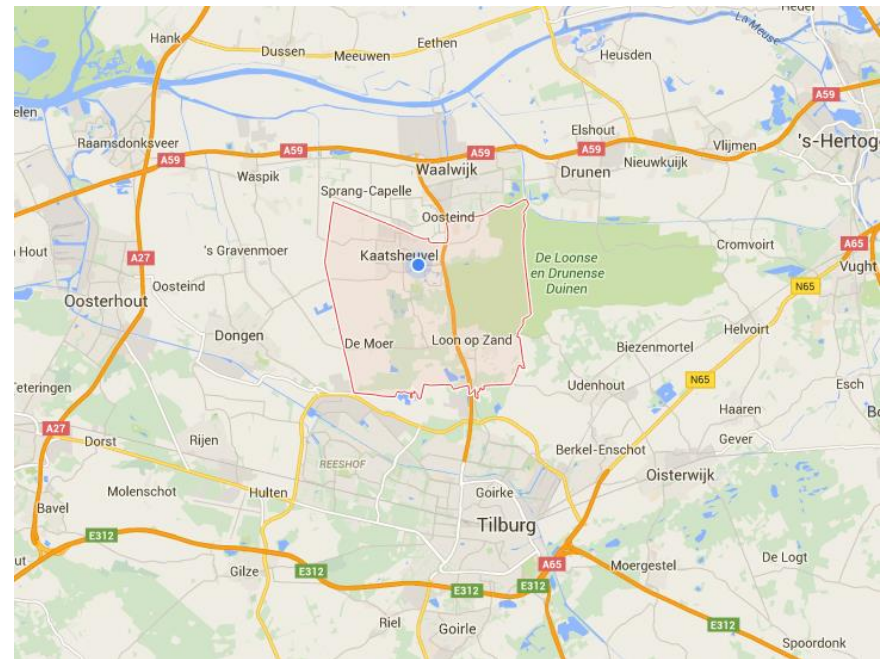 Heder
La Meuse
Hank
Dussen
Meeuwen
Eethen
Heusden
A59
elen
Raamsdonksveer
A59
A59
Waspik
Waalwijk
A59
Elshout
A59
Nieuwkuijk
Vlijmen
's-Hertog
Drunen
Sprang-Capelle
Oosteind
n Hout
's Gravenmoer
A27
Kaatsheuvel
De Loonse
en Drunense
Duinen
Cromvoirt
A65
Vught
Oosteind
Oosterhout
N65
Dongen
De Moer
Loon op Zand
Biezenmortel
Helvoirt
Teteringen
Udenhout
N65
Esch
Haaren
A27
Dorst
Rijen
REESHOF
Berkel-Enschot
Gever
Oisterwijk
Molenschot
Hulten
Goirke
Bavel
Tilburg
E312
ut
Gilze
E312
E312
E312
A65
Moergestel
De Logt
Riel
Goirle
E312
Spoordonk